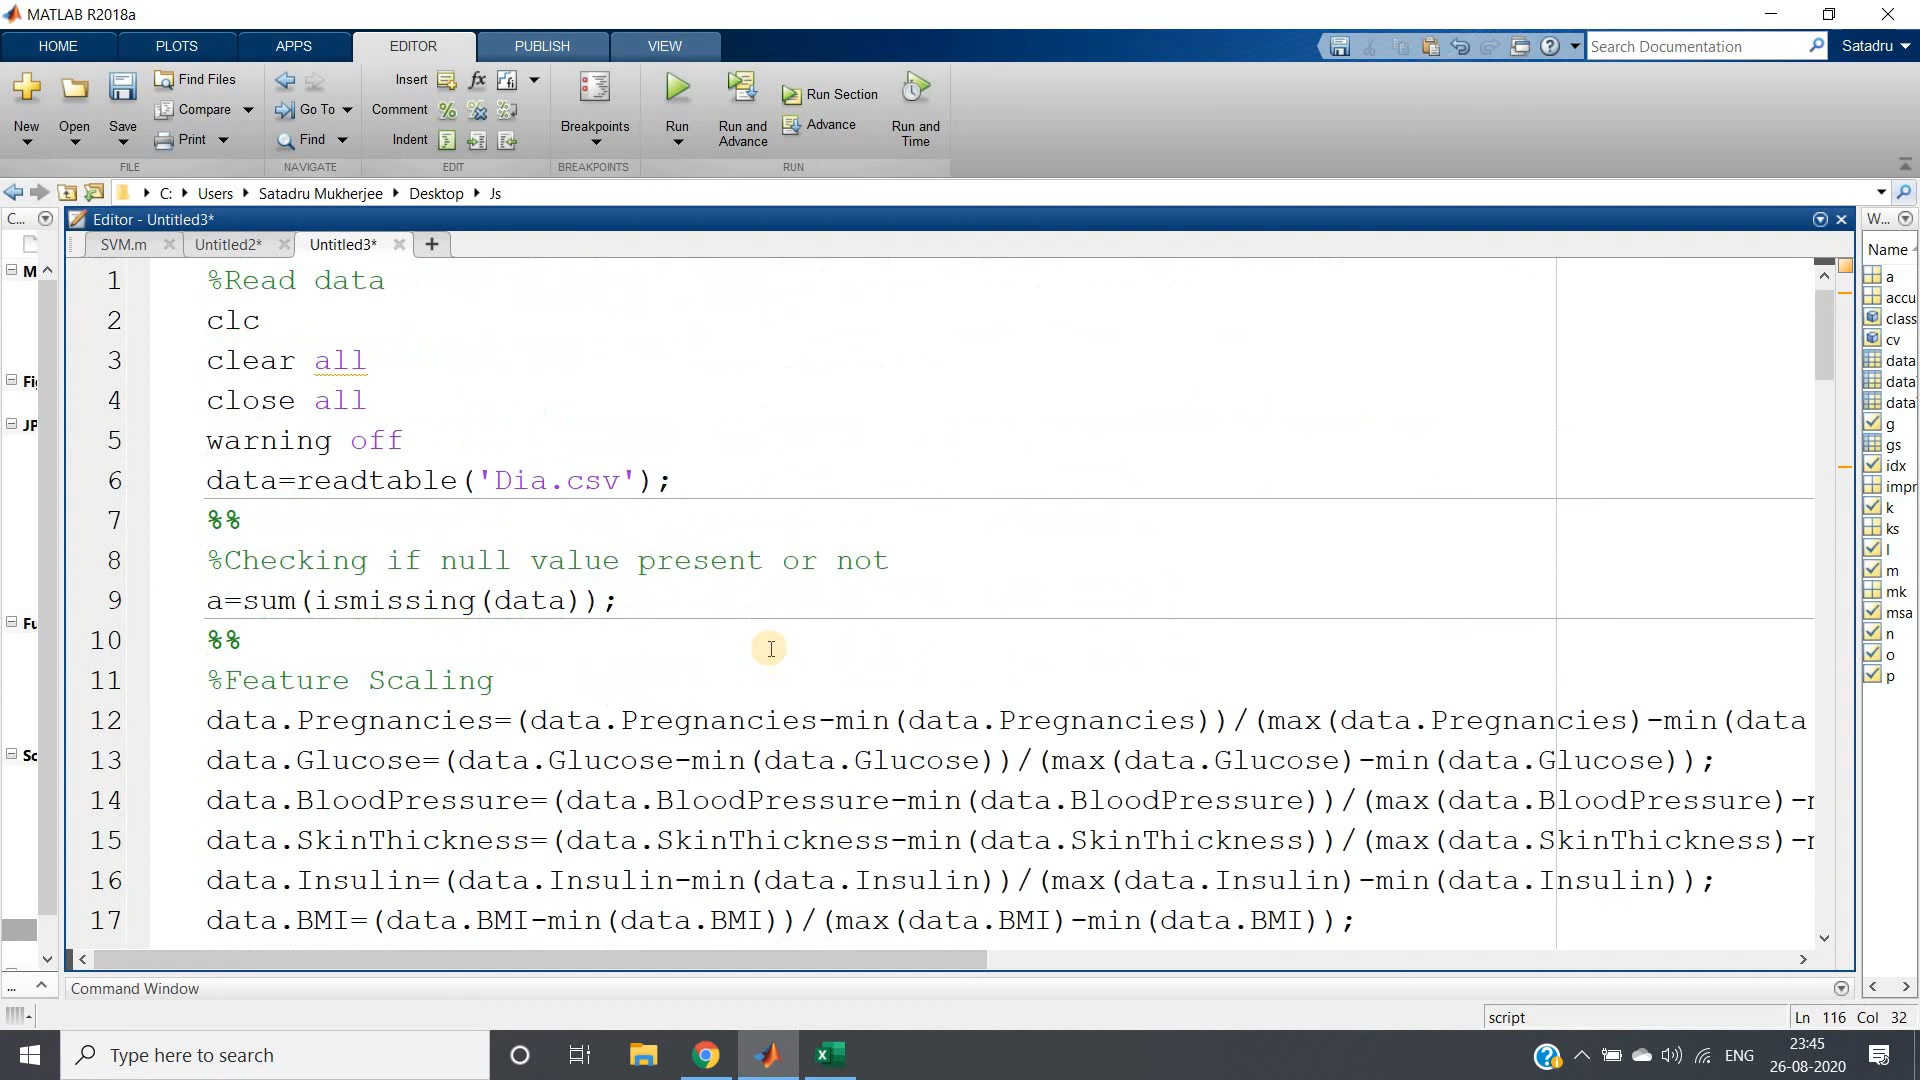 MATLAB R2018a
HOME PLOTS APPS EDITOR PUBLISH VIEW
Search Documentation
Satadru
New
Open
Save
Find Files
Compare
Print
FILE
Go To
Find
NAVIGATE
Insert
fx
Comment
Indent
EDIT
Breakpoints
BREAKPOINTS
Run
Run and Advance
Run Section
Advance
Run and Time
RUN
C: Users Satadru Mukherjee Desktop Js
C...
Editor - Untitled3*
W...
SVM.m Untitled2* Untitled3*
1 %Read data
2 clc
3 clear all
4 close all
5 warning off
6 data=readtable('Dia.csv');
7 %%
8 %Checking if null value present or not
9 a=sum(ismissing(data));
10 %%
11 %Feature Scaling
12 data.Pregnancies=(data.Pregnancies-min(data.Pregnancies))/(max(data.Pregnancies)-min(data
13 data.Glucose=(data.Glucose-min(data.Glucose))/(max(data.Glucose)-min(data.Glucose));
14 data.BloodPressure=(data.BloodPressure-min(data.BloodPressure))/(max(data.BloodPressure)-m
15 data.SkinThickness=(data.SkinThickness-min(data.SkinThickness))/(max(data.SkinThickness)-m
16 data.Insulin=(data.Insulin-min(data.Insulin))/(max(data.Insulin)-min(data.Insulin));
17 data.BMI=(data.BMI-min(data.BMI))/(max(data.BMI)-min(data.BMI));
M
Fi
JP
Fu
Sc
...
Name
a
accu
class
cv
data
data
data
g
gs
idx
impr
k
ks
l
m
mk
msa
n
o
p
Command Window
script
Ln 116 Col 32
Type here to search
ENG
23:45
26-08-2020